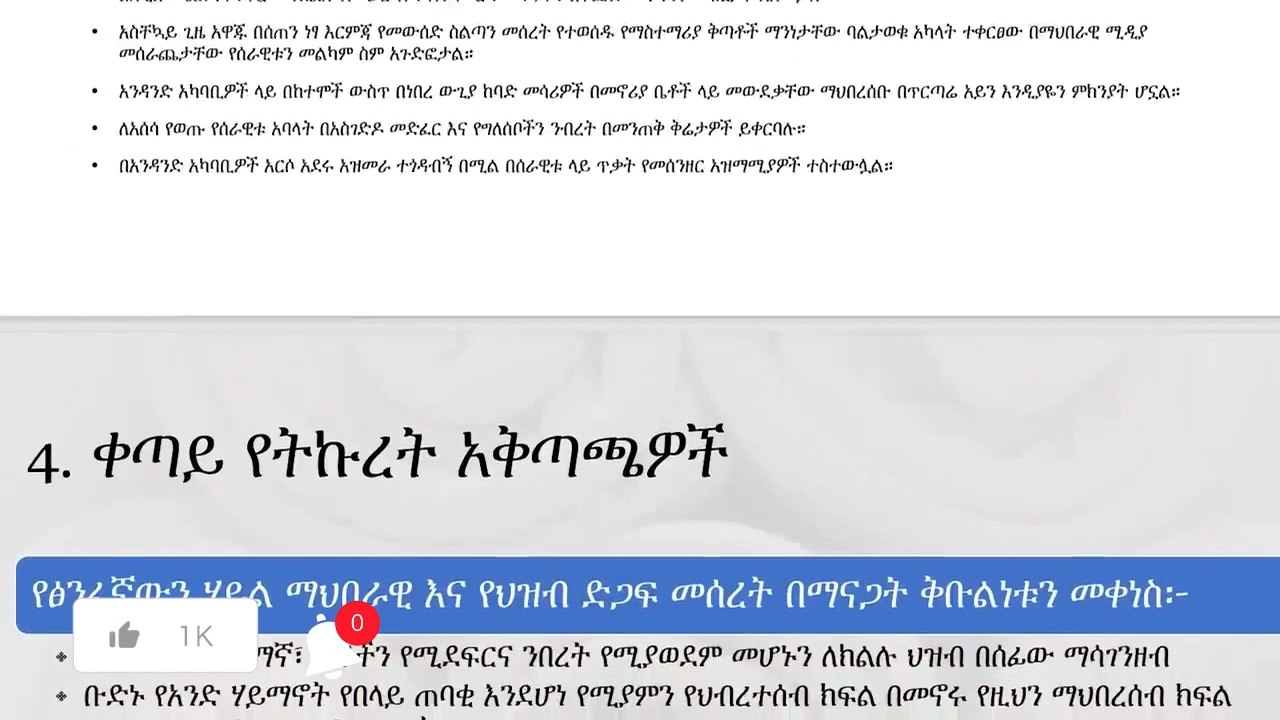 • አስቸኳይ ጊዜ አዋጁ በሰጠን ነፃ እርምጃ የመውሰድ ስልጣን መሰረት የተወሰዱ የማስተማሪያ ቅጣቶች ማንነታቸው ባልታወቁ አካላት ተቀርፀው በማህበራዊ ሚዲያ
መሰራጨታቸው የሰራዊቱን መልካም ስም አጉድፎታል።
• አንዳንድ አካባቢዎች ላይ በከተሞች ውስጥ በነበረ ውጊያ ከባድ መሳሪዎች በመኖሪያ ቤቶች ላይ መውደቃቸው ማህበረሰቡ በጥርጣሬ አይን እንዲያዬን ምክንያት ሆኗል።
• ለአሰሳ የወጡ የሰራዊቱ አባላት በአስገድዶ መድፈር እና የግለሰቦችን ንብረት በመንጠቅ ቅሬታዎች ይቀርባሉ።
• በአንዳንድ አካባቢዎች አርሶ አደሩ አዝመራ ተጎዳብኝ በሚል በሰራዊቱ ላይ ጥቃት የመሰንዘር አዝማሚያዎች ተስተውሏል።
4. ቀጣይ የትኩረት አቅጣጫዎች
የፅንፈኛውን ሃይል ማህበራዊ እና የህዝብ ድጋፍ መሰረት በማናጋት ቅቡልነቱን መቀነስ፡-
የሚደፍርና ንበረት የሚያወደም መሆኑን ለክልሉ ህዝብ በሰፊው ማሳገንዘብ
ቡድኑ የአንድ ሃይማኖት የበላይ ጠባቂ እንደሆነ የሚያምን የህብረተሰብ ክፍል በመኖሩ የዚህን ማህበረሰብ ክፍል
1K
0